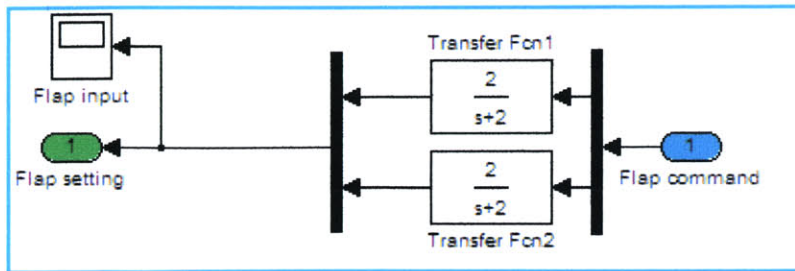 Transfer Fcn1
2
s+2
Flap input
1
Flap setting
1
Flap command
2
s+2
Transfer Fcn2